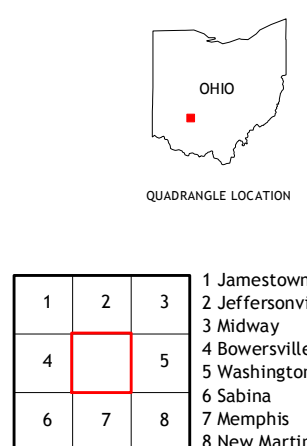 OHIO
QUADRANGLE LOCATION
1 2 3
4 5
6 7 8
1 Jamestown
2 Jeffersonvi
3 Midway
4 Bowersville
5 Washington
6 Sabina
7 Memphis
8 New Martin